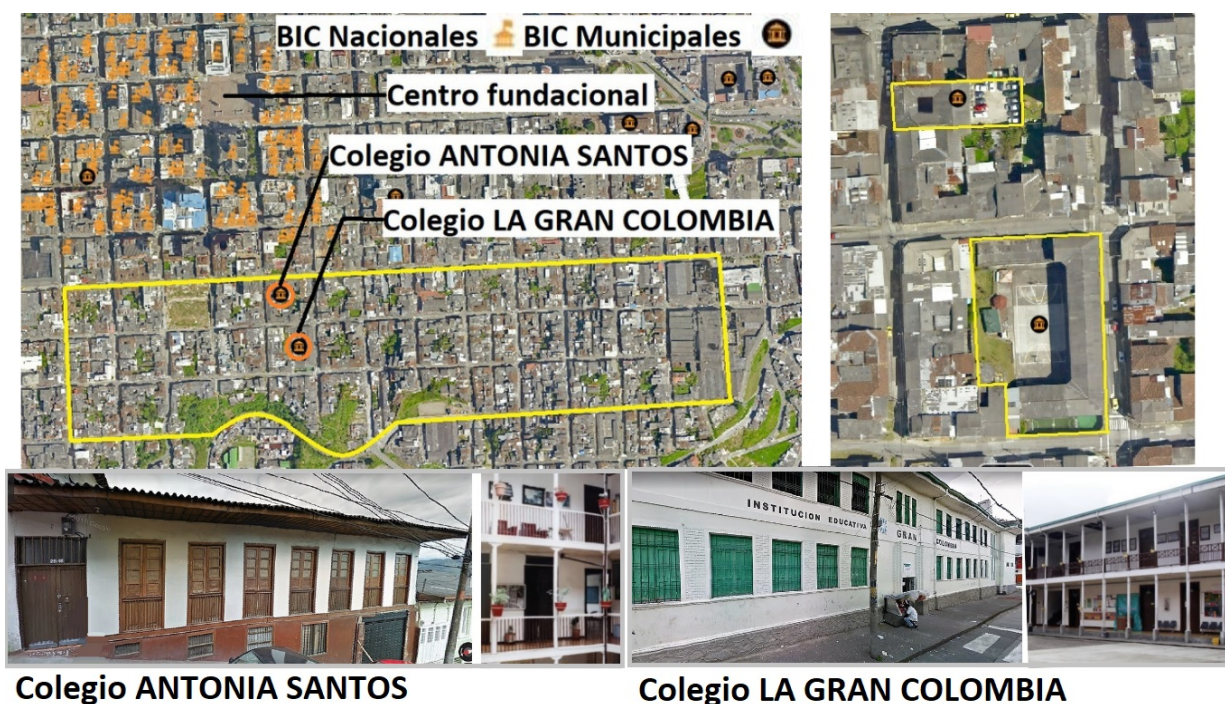 BIC Nacionales BIC Municipales
Centro fundacional
Colegio ANTONIA SANTOS
Colegio LA GRAN COLOMBIA
INSTITUCION EDUCATIVA GRAN COLOMBIA
Colegio ANTONIA SANTOS
Colegio LA GRAN COLOMBIA